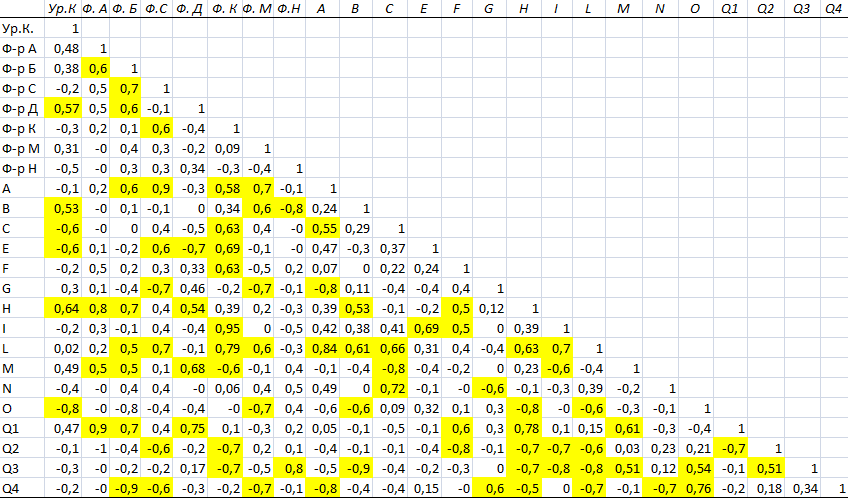 Ур.К Ф. А Ф. Б Ф.С Ф. Д Ф. К Ф. М Ф.Н A B C E F G H I L M N O Q1 Q2 Q3 Q4
Ур.К. 1
Ф-р А 0,48 1
Ф-р Б 0,38 0,6 1
Ф-р С -0,2 0,5 0,7 1
Ф-р Д 0,57 0,5 0,6 -0,1 1
Ф-р К -0,3 0,2 0,1 0,6 -0,4 1
Ф-р М 0,31 -0 0,4 0,3 -0,2 0,09 1
Ф-р Н -0,5 -0 0,3 0,3 0,34 -0,3 -0,4 1
A -0,1 0,2 0,6 0,9 -0,3 0,58 0,7 -0,1 1
B 0,53 -0 0,1 -0,1 0 0,34 0,6 -0,8 0,24 1
C -0,6 -0 0 0,4 -0,5 0,63 0,4 -0 0,55 0,29 1
E -0,6 0,1 -0,2 0,6 -0,7 0,69 -0,1 -0 0,47 -0,3 0,37 1
F -0,2 0,5 0,2 0,3 0,33 0,63 -0,5 0,2 0,07 0 0,22 0,24 1
G 0,3 0,1 -0,4 -0,7 0,46 -0,2 -0,7 -0,1 -0,8 0,11 -0,4 -0,4 0,4 1
H 0,64 0,8 0,7 0,4 0,54 0,39 0,2 -0,3 0,39 0,53 -0,1 -0,2 0,5 0,12 1
I -0,2 0,3 -0,1 0,4 -0,4 0,95 0 -0,5 0,42 0,38 0,41 0,69 0,5 0 0,39 1
L 0,02 0,2 0,5 0,7 -0,1 0,79 0,6 -0,3 0,84 0,61 0,66 0,31 0,4 -0,4 0,63 0,7 1
M 0,49 0,5 0,5 0,1 0,68 -0,6 -0,1 0,4 -0,1 -0,4 -0,8 -0,4 -0,2 0 0,23 -0,6 -0,4 1
N -0,4 -0 0,4 0,4 -0 0,06 0,4 0,5 0,49 0 0,72 -0,1 -0 -0,6 -0,1 -0,3 0,39 -0,2 1
O -0,8 -0 -0,8 -0,4 -0,4 -0 -0,7 0,4 -0,6 -0,6 0,09 0,32 0,1 0,3 -0,8 -0 -0,6 -0,3 -0,1 1
Q1 0,47 0,9 0,7 0,4 0,75 0,1 -0,3 0,2 0,05 -0,1 -0,5 -0,1 0,6 0,3 0,78 0,1 0,15 0,61 -0,3 -0,4 1
Q2 -0,1 -1 -0,4 -0,6 -0,2 -0,7 0,2 0,1 -0,4 -0,1 -0,1 -0,4 -0,8 -0,1 -0,7 -0,7 -0,6 0,03 0,23 0,21 -0,7 1
Q3 -0,3 -0 -0,2 -0,2 0,17 -0,7 -0,5 0,8 -0,5 -0,9 -0,4 -0,2 -0,3 0 -0,7 -0,8 -0,8 0,51 0,12 0,54 -0,1 0,51 1
Q4 -0,2 -0 -0,9 -0,6 -0,3 -0,2 -0,7 -0,1 -0,8 -0,4 -0,4 0,15 -0 0,6 -0,5 0 -0,7 -0,1 -0,7 0,76 -0,2 0,18 0,34 1